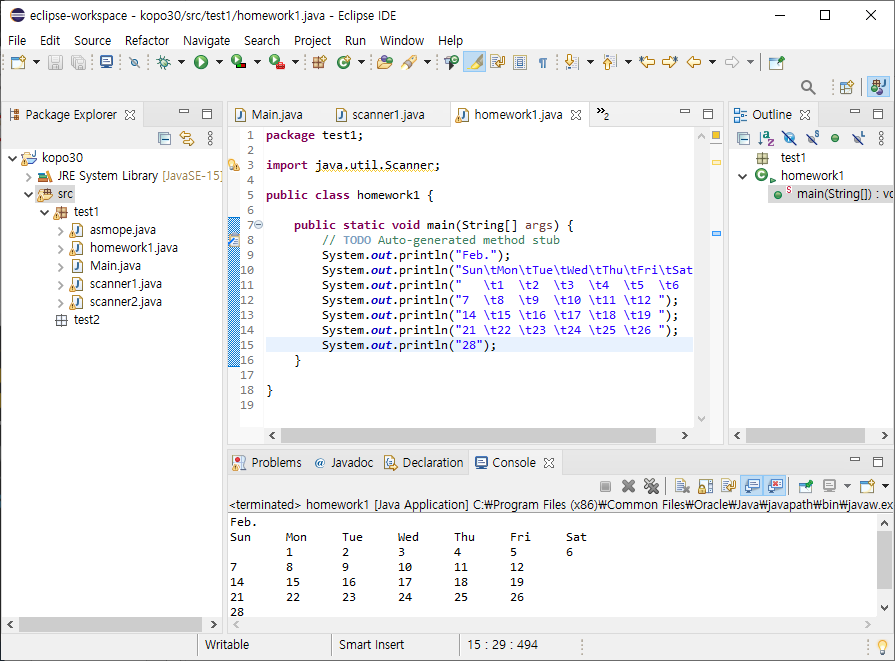 eclipse-workspace - kopo30/src/test1/homework1.java - Eclipse IDE
File Edit Source Refactor Navigate Search Project Run Window Help
Package Explorer
kopo30
JRE System Library [JavaSE-15]
src
test1
asmope.java
homework1.java
Main.java
scanner1.java
scanner2.java
test2
Main.java scanner1.java homework1.java »2
1 package test1;
2
3 import java.util.Scanner;
4
5 public class homework1 {
6
7 public static void main(String[] args) {
8 // TODO Auto-generated method stub
9 System.out.println("Feb.");
10 System.out.println("Sun\tMon\tTue\tWed\tThu\tFri\tSat
11 System.out.println("   \t1  \t2  \t3  \t4  \t5  \t6
12 System.out.println("7  \t8  \t9  \t10 \t11 \t12 ");
13 System.out.println("14 \t15 \t16 \t17 \t18 \t19 ");
14 System.out.println("21 \t22 \t23 \t24 \t25 \t26 ");
15 System.out.println("28");
16 }
17
18 }
19
Outline
test1
homework1
main(String[]) : vo
Problems @ Javadoc Declaration Console
<terminated> homework1 [Java Application] C:₩Program Files (x86)₩Common Files₩Oracle₩Java₩javapath₩bin₩javaw.ex
Feb.
Sun Mon Tue Wed Thu Fri Sat
1 2 3 4 5 6
7 8 9 10 11 12
14 15 16 17 18 19
21 22 23 24 25 26
28
Writable Smart Insert 15 : 29 : 494